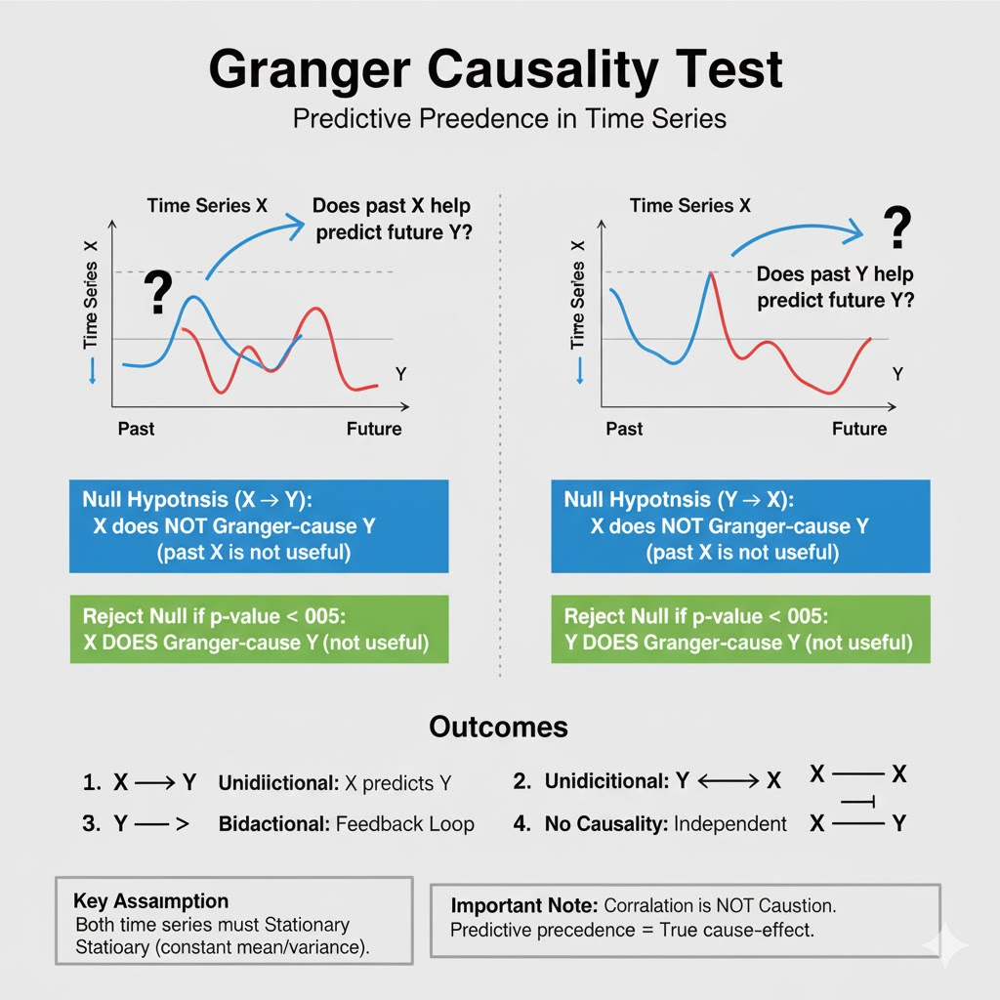 Granger Causality Test
Predictive Preedence in Time Series
Time Series X
Does past X help
predict future Y?
Time Series X
?
Y
Past Future
Time Series X
?
Does past Y help
predict future Y?
Time Series X
Y
Past Future
Null Hypotnsis (X → Y):
X does NOT Granger-cause Y
(past X is not useful)
Reject Null if p-value < 005:
X DOES Granger-cause Y (not useful)
Null Hypotnsis (Y → X):
X does NOT Granger-cause Y
(past X is not useful)
Reject Null if p-value < 005:
Y DOES Granger-cause Y (not useful)
Outcomes
1. X → Y Unidiictional: X predicts Y
2. Unidicitional: Y ↔ X X — X
3. Y — > Bidactional: Feedback Loop
4. No Causality: Independent X — Y
Key Assaımption
Both time series must Stationary
Statioary (constant mean/variance).
Important Note: Corralation is NOT Caustion.
Predictive precedence = True cause-effect.